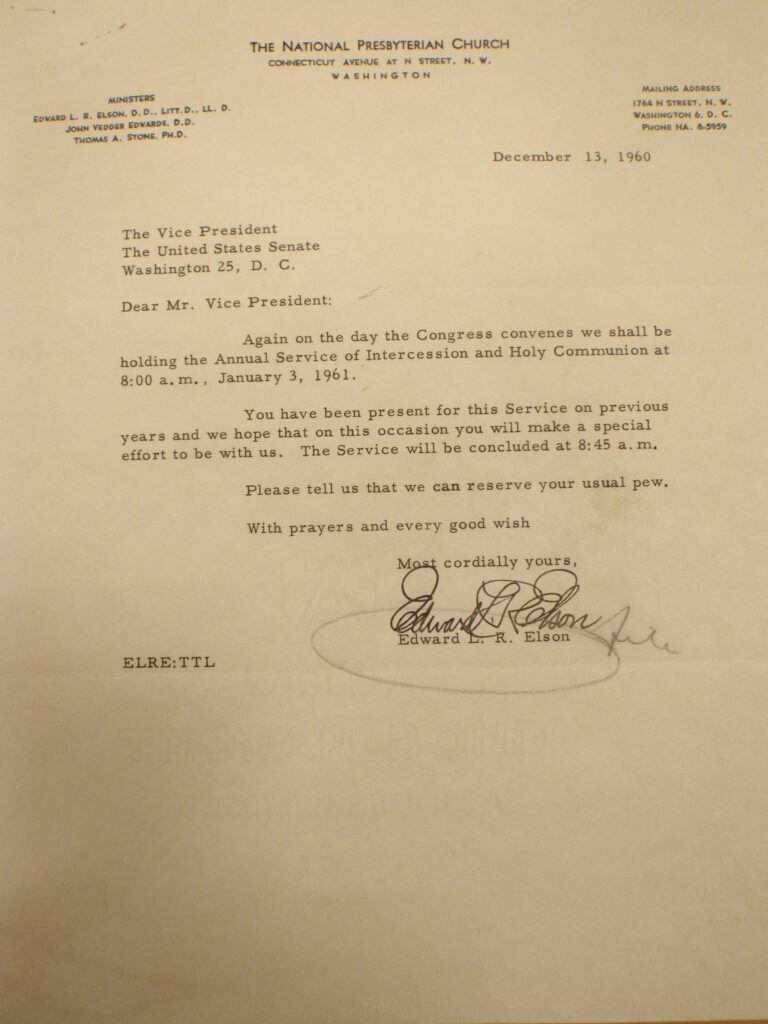 THE NATIONAL PRESBYTERIAN CHURCH
CONNECTICUT AVENUE AT N STREET, N. W.
WASHINGTON
MINISTERS
EDWARD L. R. ELSON, D. D., LITT. D., LL. D.
JOHN VEDDER EDWARDS, D.D.
THOMAS A. STONE, PH.D.
MAILING ADDRESS
1764 N STREET, N. W.
WASHINGTON 6, D. C.
PHONE NA. 8-5959
December 13, 1960
The Vice President
The United States Senate
Washington 25, D. C.
Dear Mr. Vice President:
Again on the day the Congress convenes we shall be
holding the Annual Service of Intercession and Holy Communion at
8:00 a.m., January 3, 1961.
You have been present for this Service on previous
years and we hope that on this occasion you will make a special
effort to be with us. The Service will be concluded at 8:45 a.m.
Please tell us that we can reserve your usual pew.
With prayers and every good wish
Most cordially yours,
Edward L R Elson
Edward L. R. Elson
file
ELRE:TTL